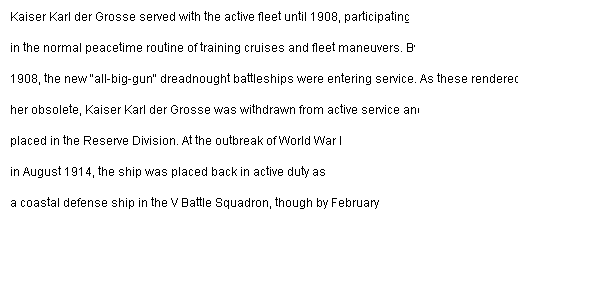 Kaiser Karl der Grosse served with the active fleet until 1908, participating
in the normal peacetime routine of training cruises and fleet maneuvers. By
1908, the new "all-big-gun" dreadnought battleships were entering service. As these rendered
her obsolete, Kaiser Karl der Grosse was withdrawn from active service and
placed in the Reserve Division. At the outbreak of World War I
in August 1914, the ship was placed back in active duty as
a coastal defense ship in the V Battle Squadron, though by February